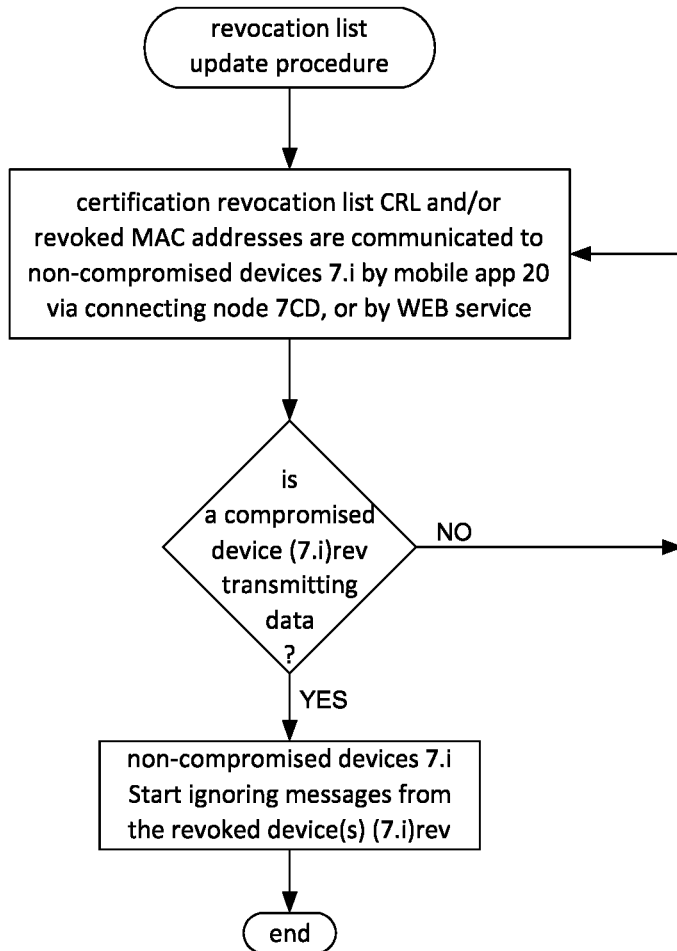 revocation list
update procedure
certification revocation list CRL and/or
revoked MAC addresses are communicated to
non-compromised devices 7.i by mobile app 20
via connecting node 7CD, or by WEB service
is
a compromised
device (7.i)rev
transmitting
data
?
NO
YES
non-compromised devices 7.i
Start ignoring messages from
the revoked device(s) (7.i)rev
end